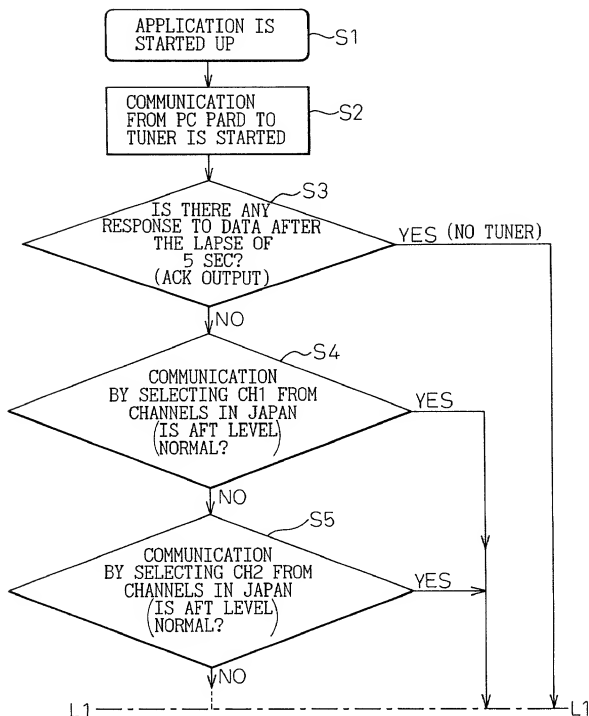 APPLICATION IS
STARTED UP
S1
COMMUNICATION
FROM PC PARD TO
TUNER IS STARTED
S2
S3
IS THERE ANY
RESPONSE TO DATA AFTER
THE LAPSE OF
5 SEC?
(ACK OUTPUT)
YES (NO TUNER)
NO
S4
COMMUNICATION
BY SELECTING CH1 FROM
CHANNELS IN JAPAN
(IS AFT LEVEL
NORMAL?)
YES
NO
S5
COMMUNICATION
BY SELECTING CH2 FROM
CHANNELS IN JAPAN
(IS AFT LEVEL
NORMAL?)
YES
NO
L1 L1